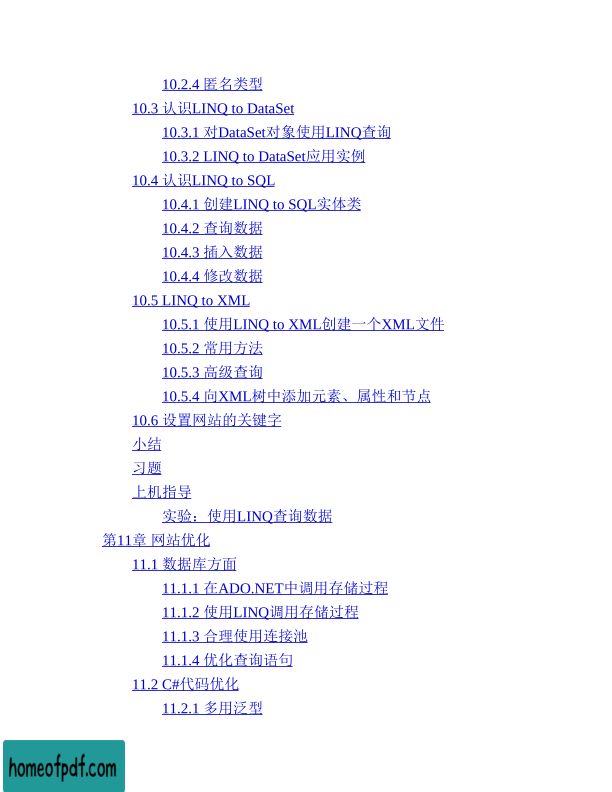 10.2.4 匿名类型
10.3 认识LINQ to DataSet
10.3.1 对DataSet对象使用LINQ查询
10.3.2 LINQ to DataSet应用实例
10.4 认识LINQ to SQL
10.4.1 创建LINQ to SQL实体类
10.4.2 查询数据
10.4.3 插入数据
10.4.4 修改数据
10.5 LINQ to XML
10.5.1 使用LINQ to XML创建一个XML文件
10.5.2 常用方法
10.5.3 高级查询
10.5.4 向XML树中添加元素、属性和节点
10.6 设置网站的关键字
小结
习题
上机指导
实验：使用LINQ查询数据
第11章 网站优化
11.1 数据库方面
11.1.1 在ADO.NET中调用存储过程
11.1.2 使用LINQ调用存储过程
11.1.3 合理使用连接池
11.1.4 优化查询语句
11.2 C#代码优化
11.2.1 多用泛型
homeofpdf.com